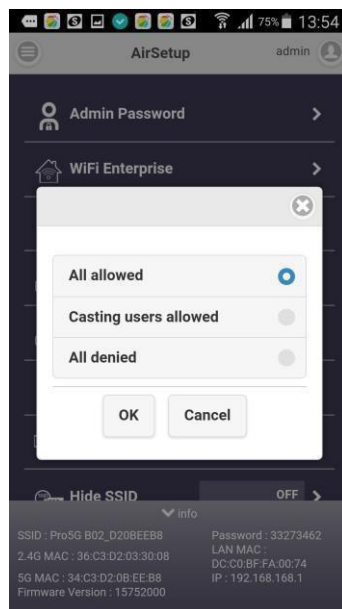 75% 13:54
AirSetup admin
Admin Password
WiFi Enterprise
All allowed
Casting users allowed
All denied
OK Cancel
Hide SSID OFF
info
SSID : Pro5G B02_D20BEEB8
2.4G MAC : 36:C3:D2:03:30:08
5G MAC : 34:C3:D2:0B:EE:B8
Firmware Version : 15752000
Password : 33273462
LAN MAC :
DC:C0:BF:FA:00:74
IP : 192.168.168.1